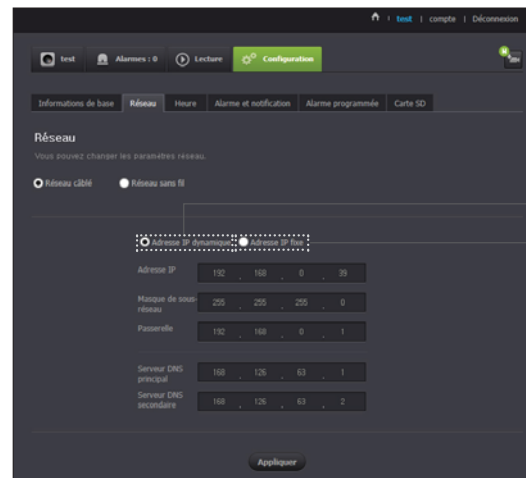 test | compte | Déconnexion
test Alarmes : 0 Lecture Configuration
Informations de base Réseau Heure Alarme et notification Alarme programmée Carte SD
Réseau
Vous pouvez changer les paramètres réseau.
Réseau câblé Réseau sans fil
Adresse IP dynamique Adresse IP fixe
Adresse IP 192 . 168 . 0 . 39
Masque de sous-
réseau 255 . 255 . 255 . 0
Passerelle 192 . 168 . 0 . 1
Serveur DNS
principal 168 . 126 . 63 . 1
Serveur DNS
secondaire 168 . 126 . 63 . 2
Appliquer